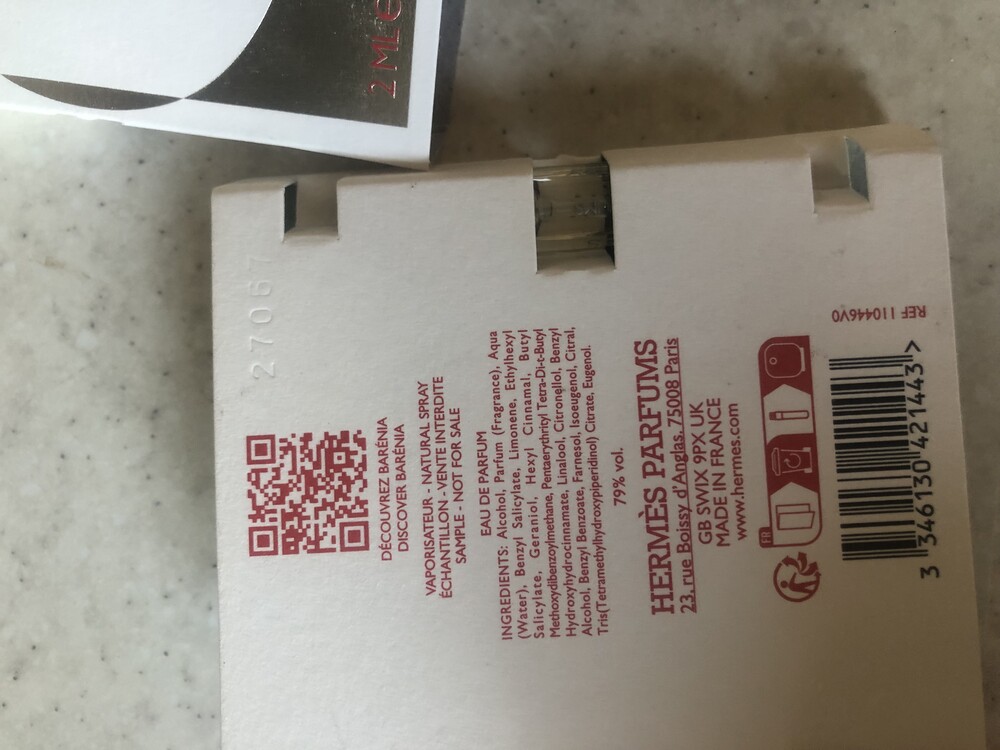 2 ML e
27067
DÉCOUVREZ BARÉNIA
DISCOVER BARÉNIA
VAPORISATEUR - NATURAL SPRAY
ÉCHANTILLON - VENTE INTERDITE
SAMPLE - NOT FOR SALE
EAU DE PARFUM
INGREDIENTS: Alcohol, Parfum (Fragrance), Aqua
(Water), Benzyl Salicylate, Limonene, Ethylhexyl
Salicylate, Geraniol, Hexyl Cinnamal, Butyl
Methoxydibenzoylmethane, Pentaerythrityl Tetra-Di-t-Butyl
Hydroxyhydrocinnamate, Linalool, Citronellol, Benzyl
Alcohol, Benzyl Benzoate, Farnesol, Isoeugenol, Citral,
Tris(Tetramethylhydroxypiperidinol) Citrate, Eugenol.
79% vol.
HERMÈS PARFUMS
23, rue Boissy d'Anglas, 75008 Paris
GB SWIX 9PX UK
MADE IN FRANCE
www.hermes.com
FR
3 346130 421443 >
REF 110446V0